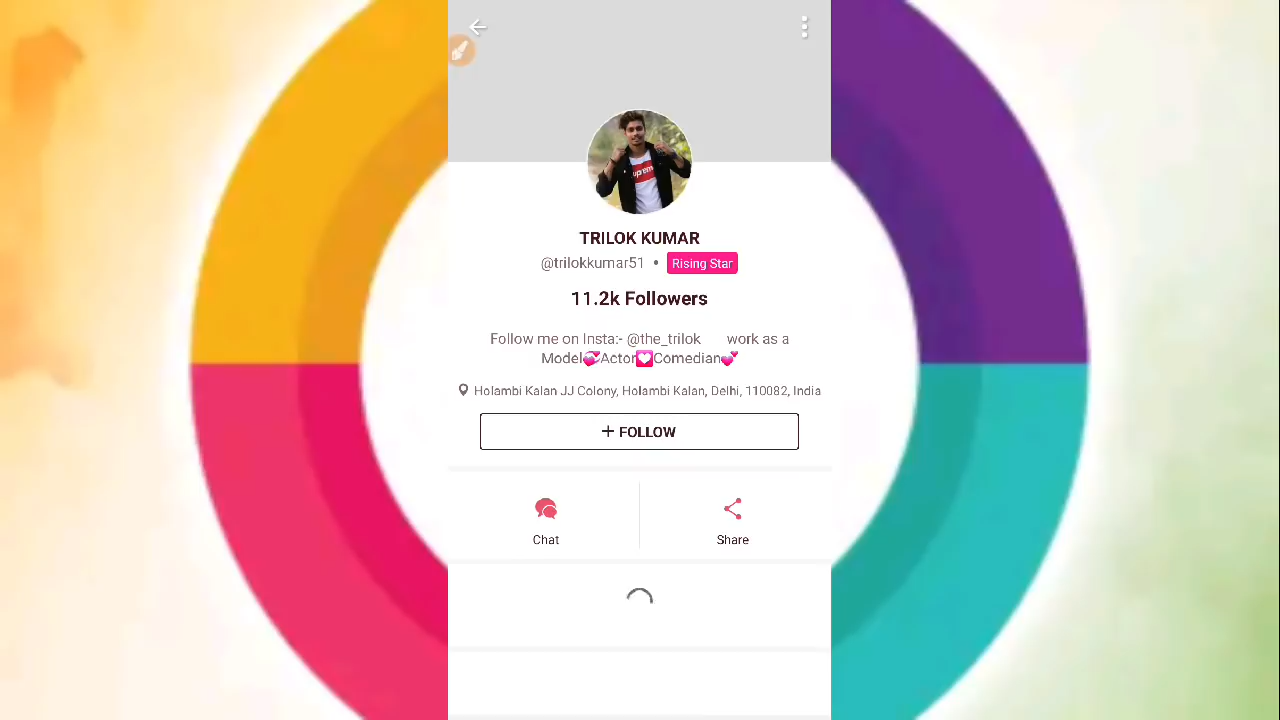 TRILOK KUMAR
@trilokkumar51 • Rising Star
11.2k Followers
Follow me on Insta:- @the_trilok work as a
Model💞Actor💟Comedian💞
Holambi Kalan JJ Colony, Holambi Kalan, Delhi, 110082, India
+ FOLLOW
Chat
Share